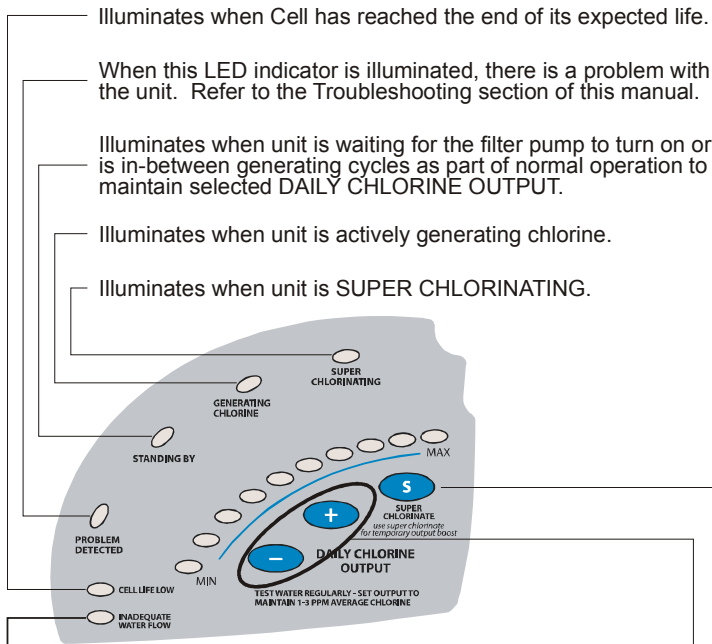 Illuminates when Cell has reached the end of its expected life.
When this LED indicator is illuminated, there is a problem with
the unit.  Refer to the Troubleshooting section of this manual.
Illuminates when unit is waiting for the filter pump to turn on or
is in-between generating cycles as part of normal operation to
maintain selected DAILY CHLORINE OUTPUT.
Illuminates when unit is actively generating chlorine.
Illuminates when unit is SUPER CHLORINATING.
SUPER
CHLORINATING
GENERATING
CHLORINE
STANDING BY
PROBLEM
DETECTED
CELL LIFE LOW
INADEQUATE
WATER FLOW
MIN
MAX
S
SUPER
CHLORINATE
use super chlorinate
for temporary output boost
+
−
DAILY CHLORINE
OUTPUT
TEST WATER REGULARLY - SET OUTPUT TO
MAINTAIN 1-3 PPM AVERAGE CHLORINE